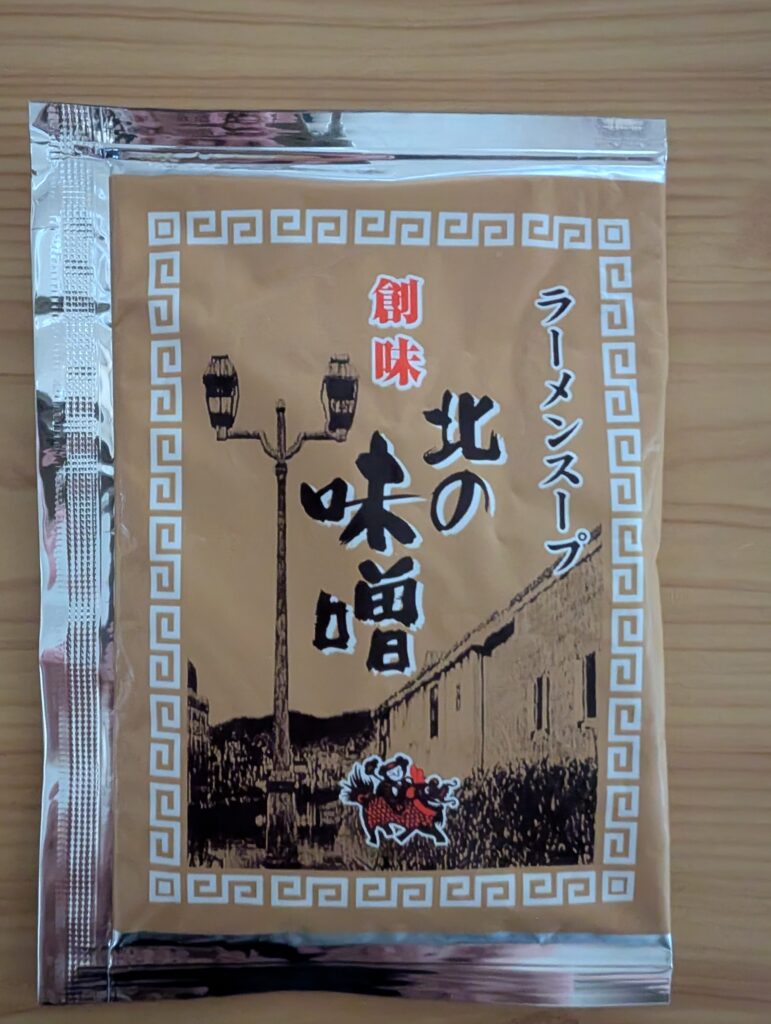 ラーメンスープ
創味
北の
味噌